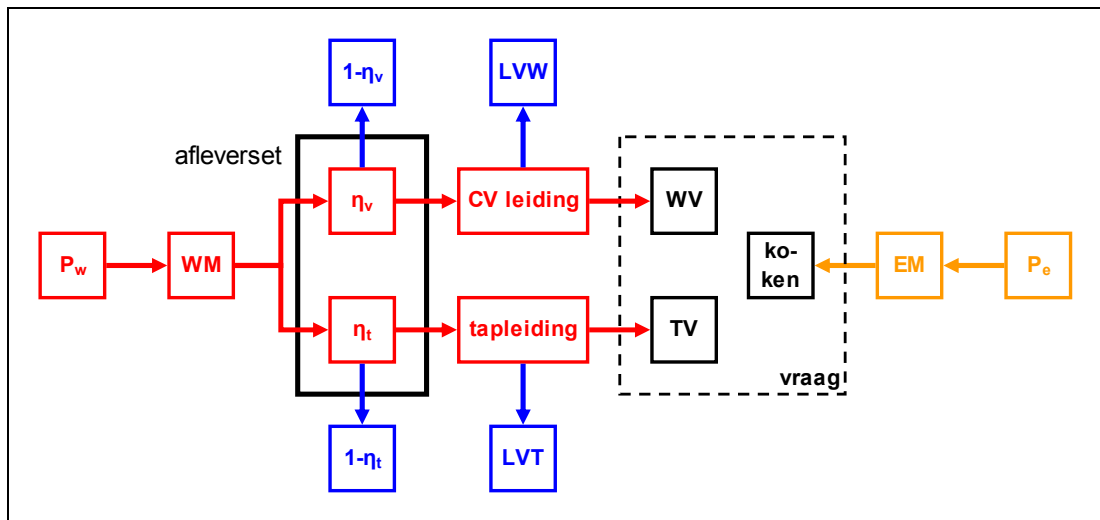 1-ηv
LVW
afleverset
ηv
CV leiding
WV
Pw
WM
ko-
ken
EM
Pe
ηt
tapleiding
TV
vraag
1-ηt
LVT